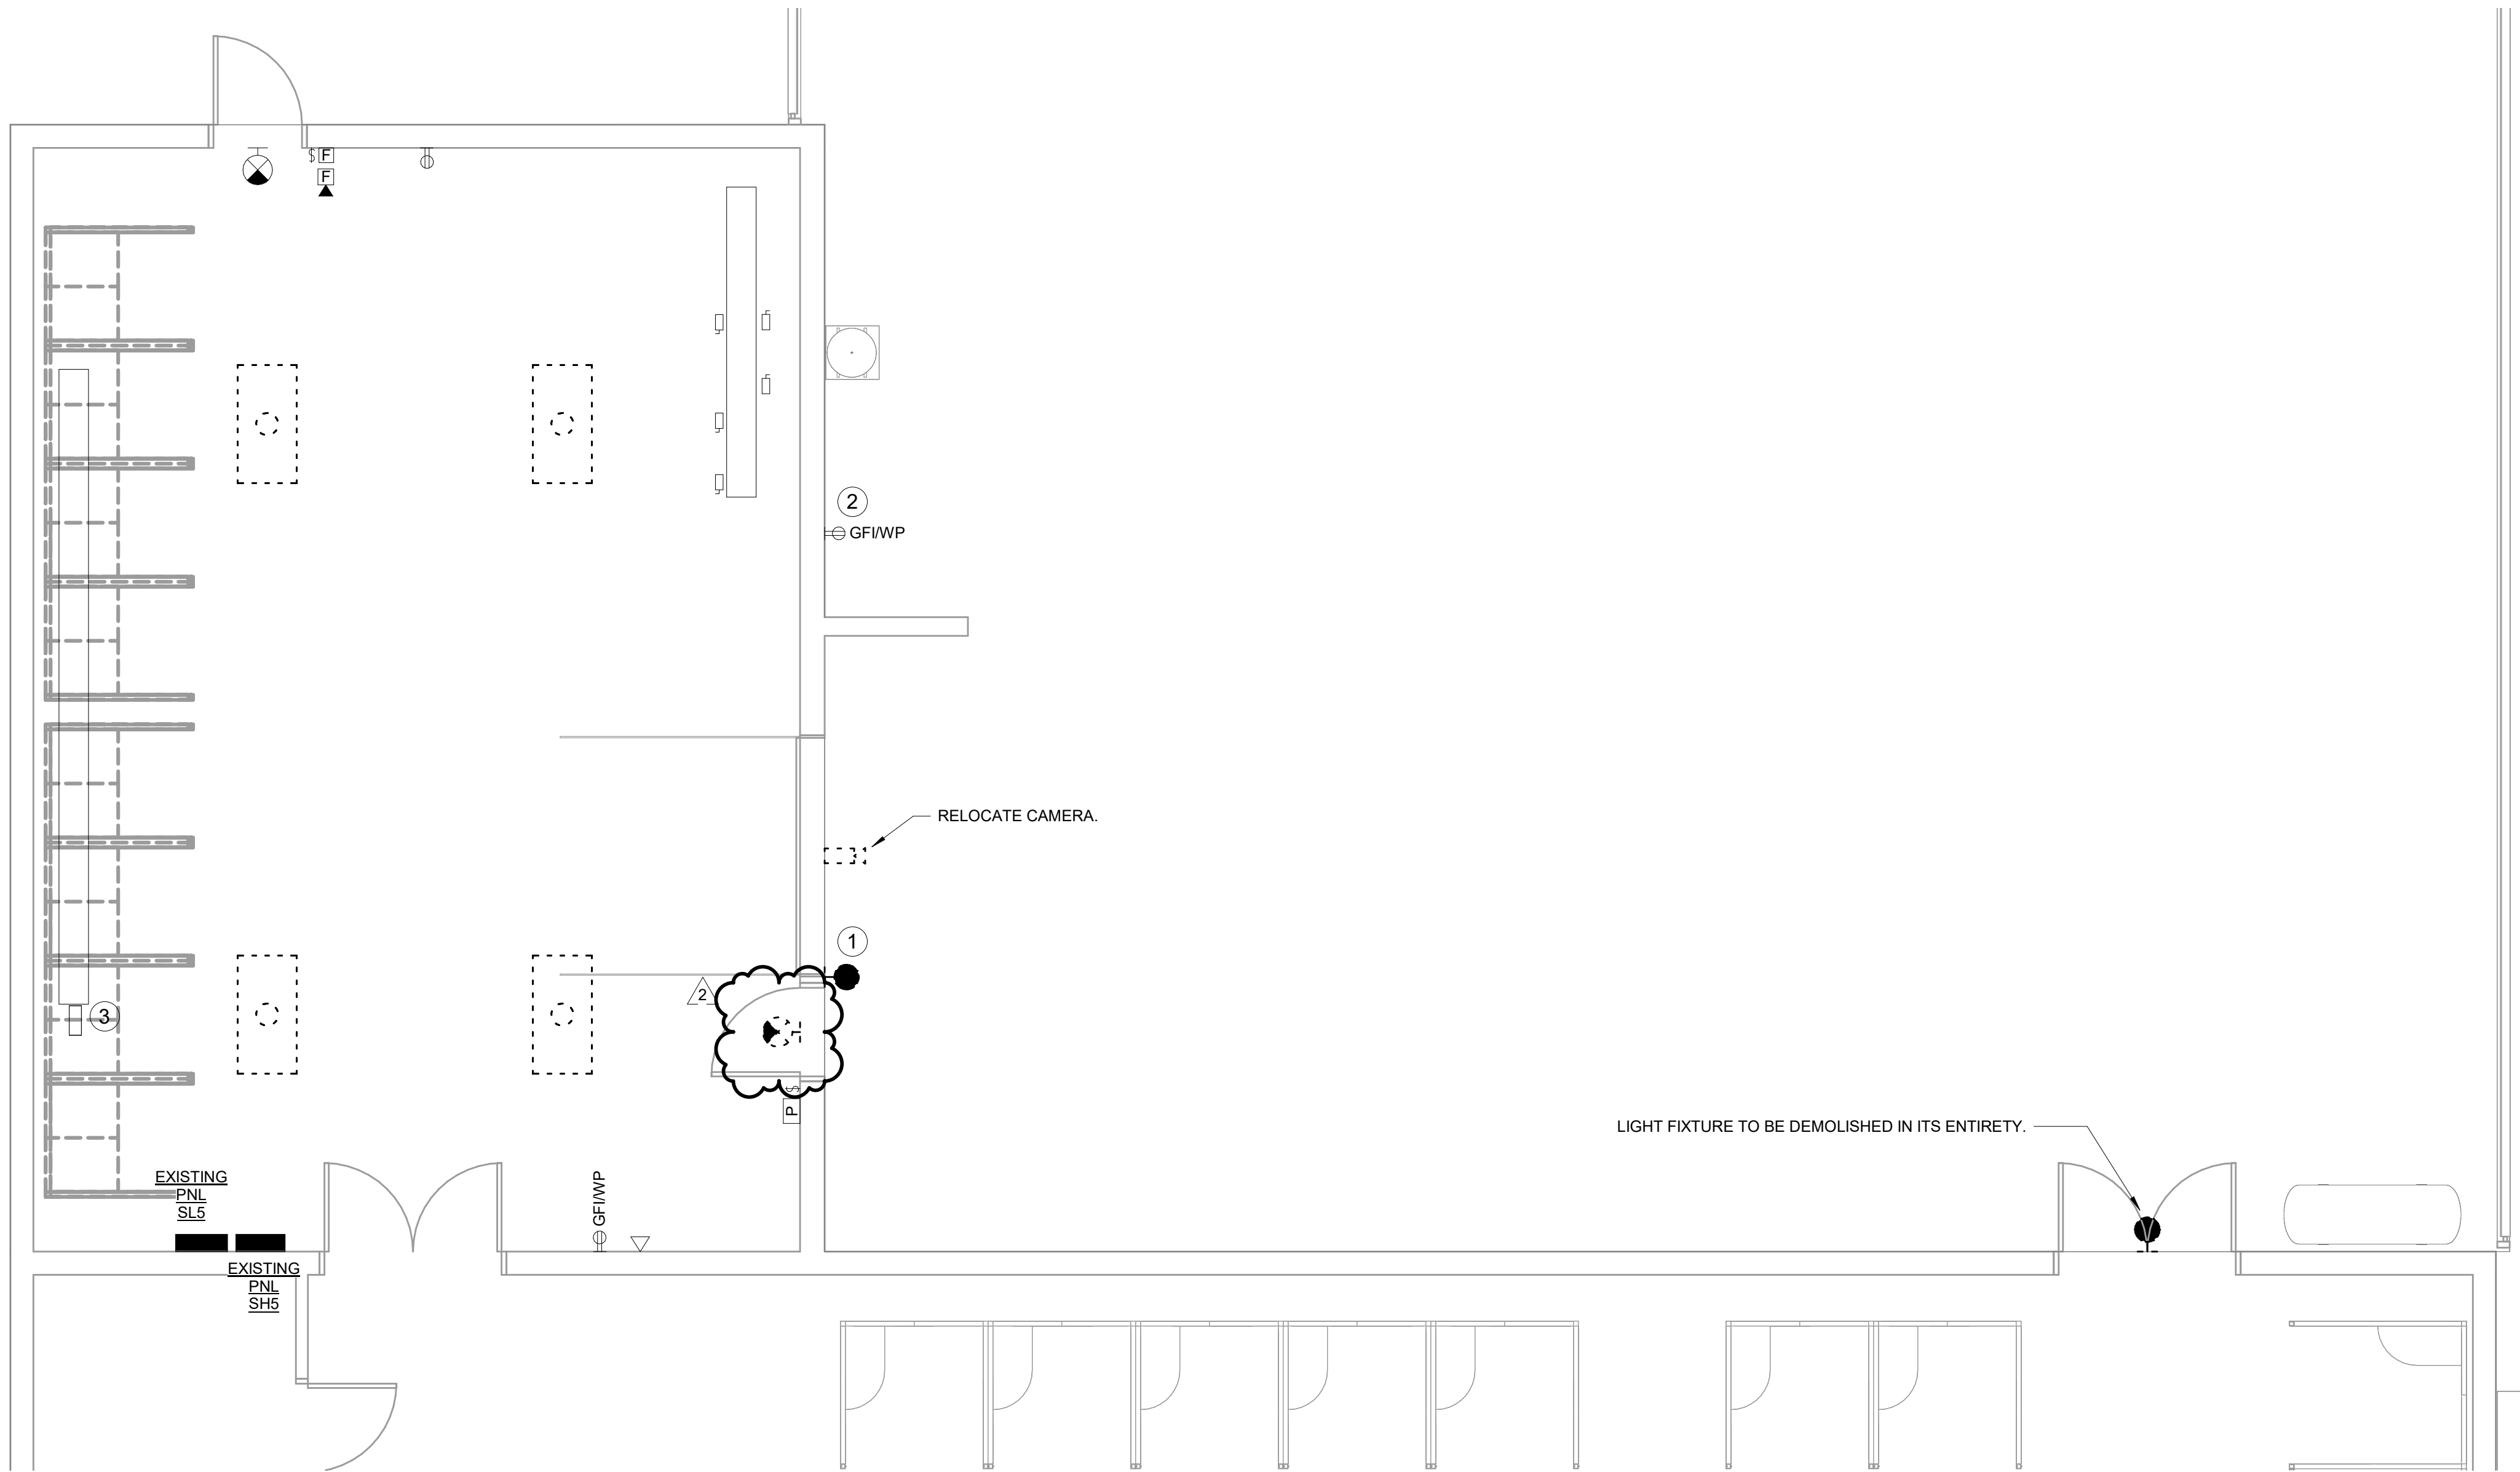 $ F
F
2
GFI/WP
RELOCATE CAMERA.
1
2
3
$
P
LIGHT FIXTURE TO BE DEMOLISHED IN ITS ENTIRETY.
EXISTING
PNL
SL5
GFI/WP
EXISTING
PNL
SH5